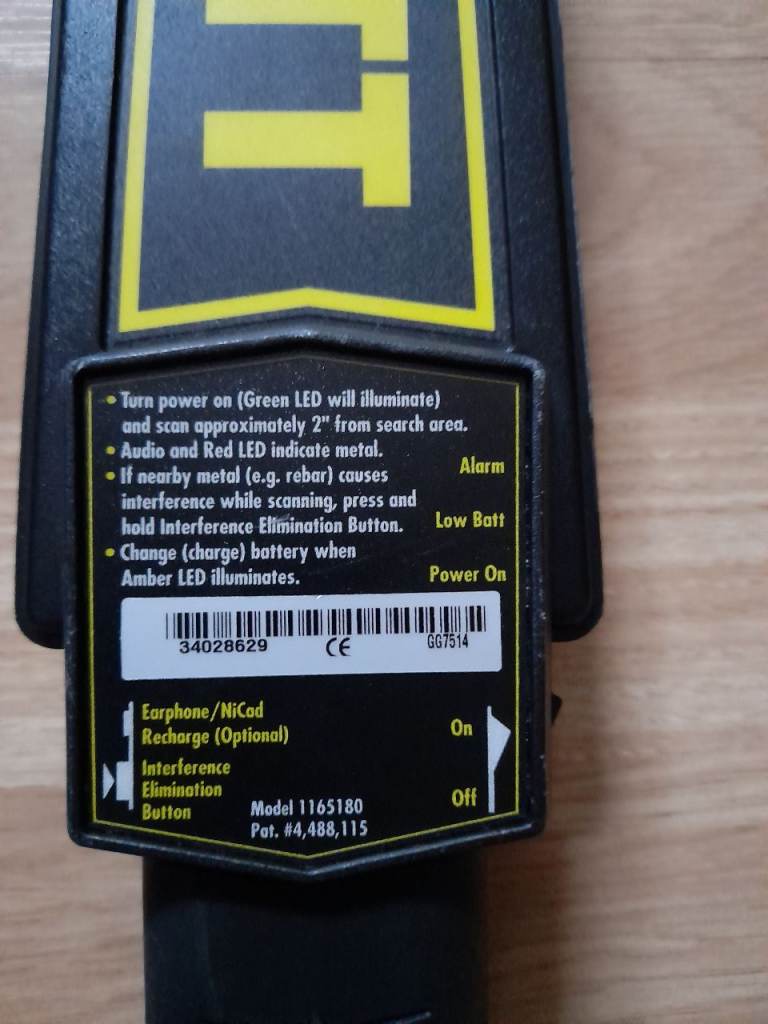 TT
• Turn power on (Green LED will illuminate)
and scan approximately 2" from search area.
• Audio and Red LED indicate metal.
• If nearby metal (e.g. rebar) causes
interference while scanning, press and
hold Interference Elimination Button.
• Change (charge) battery when
Amber LED illuminates.
Alarm
Low Batt
Power On
34028629
CE
GG7514
Earphone/NiCad
Recharge (Optional)
Interference
Elimination
Button
On
Off
Model 1165180
Pat. #4,488,115